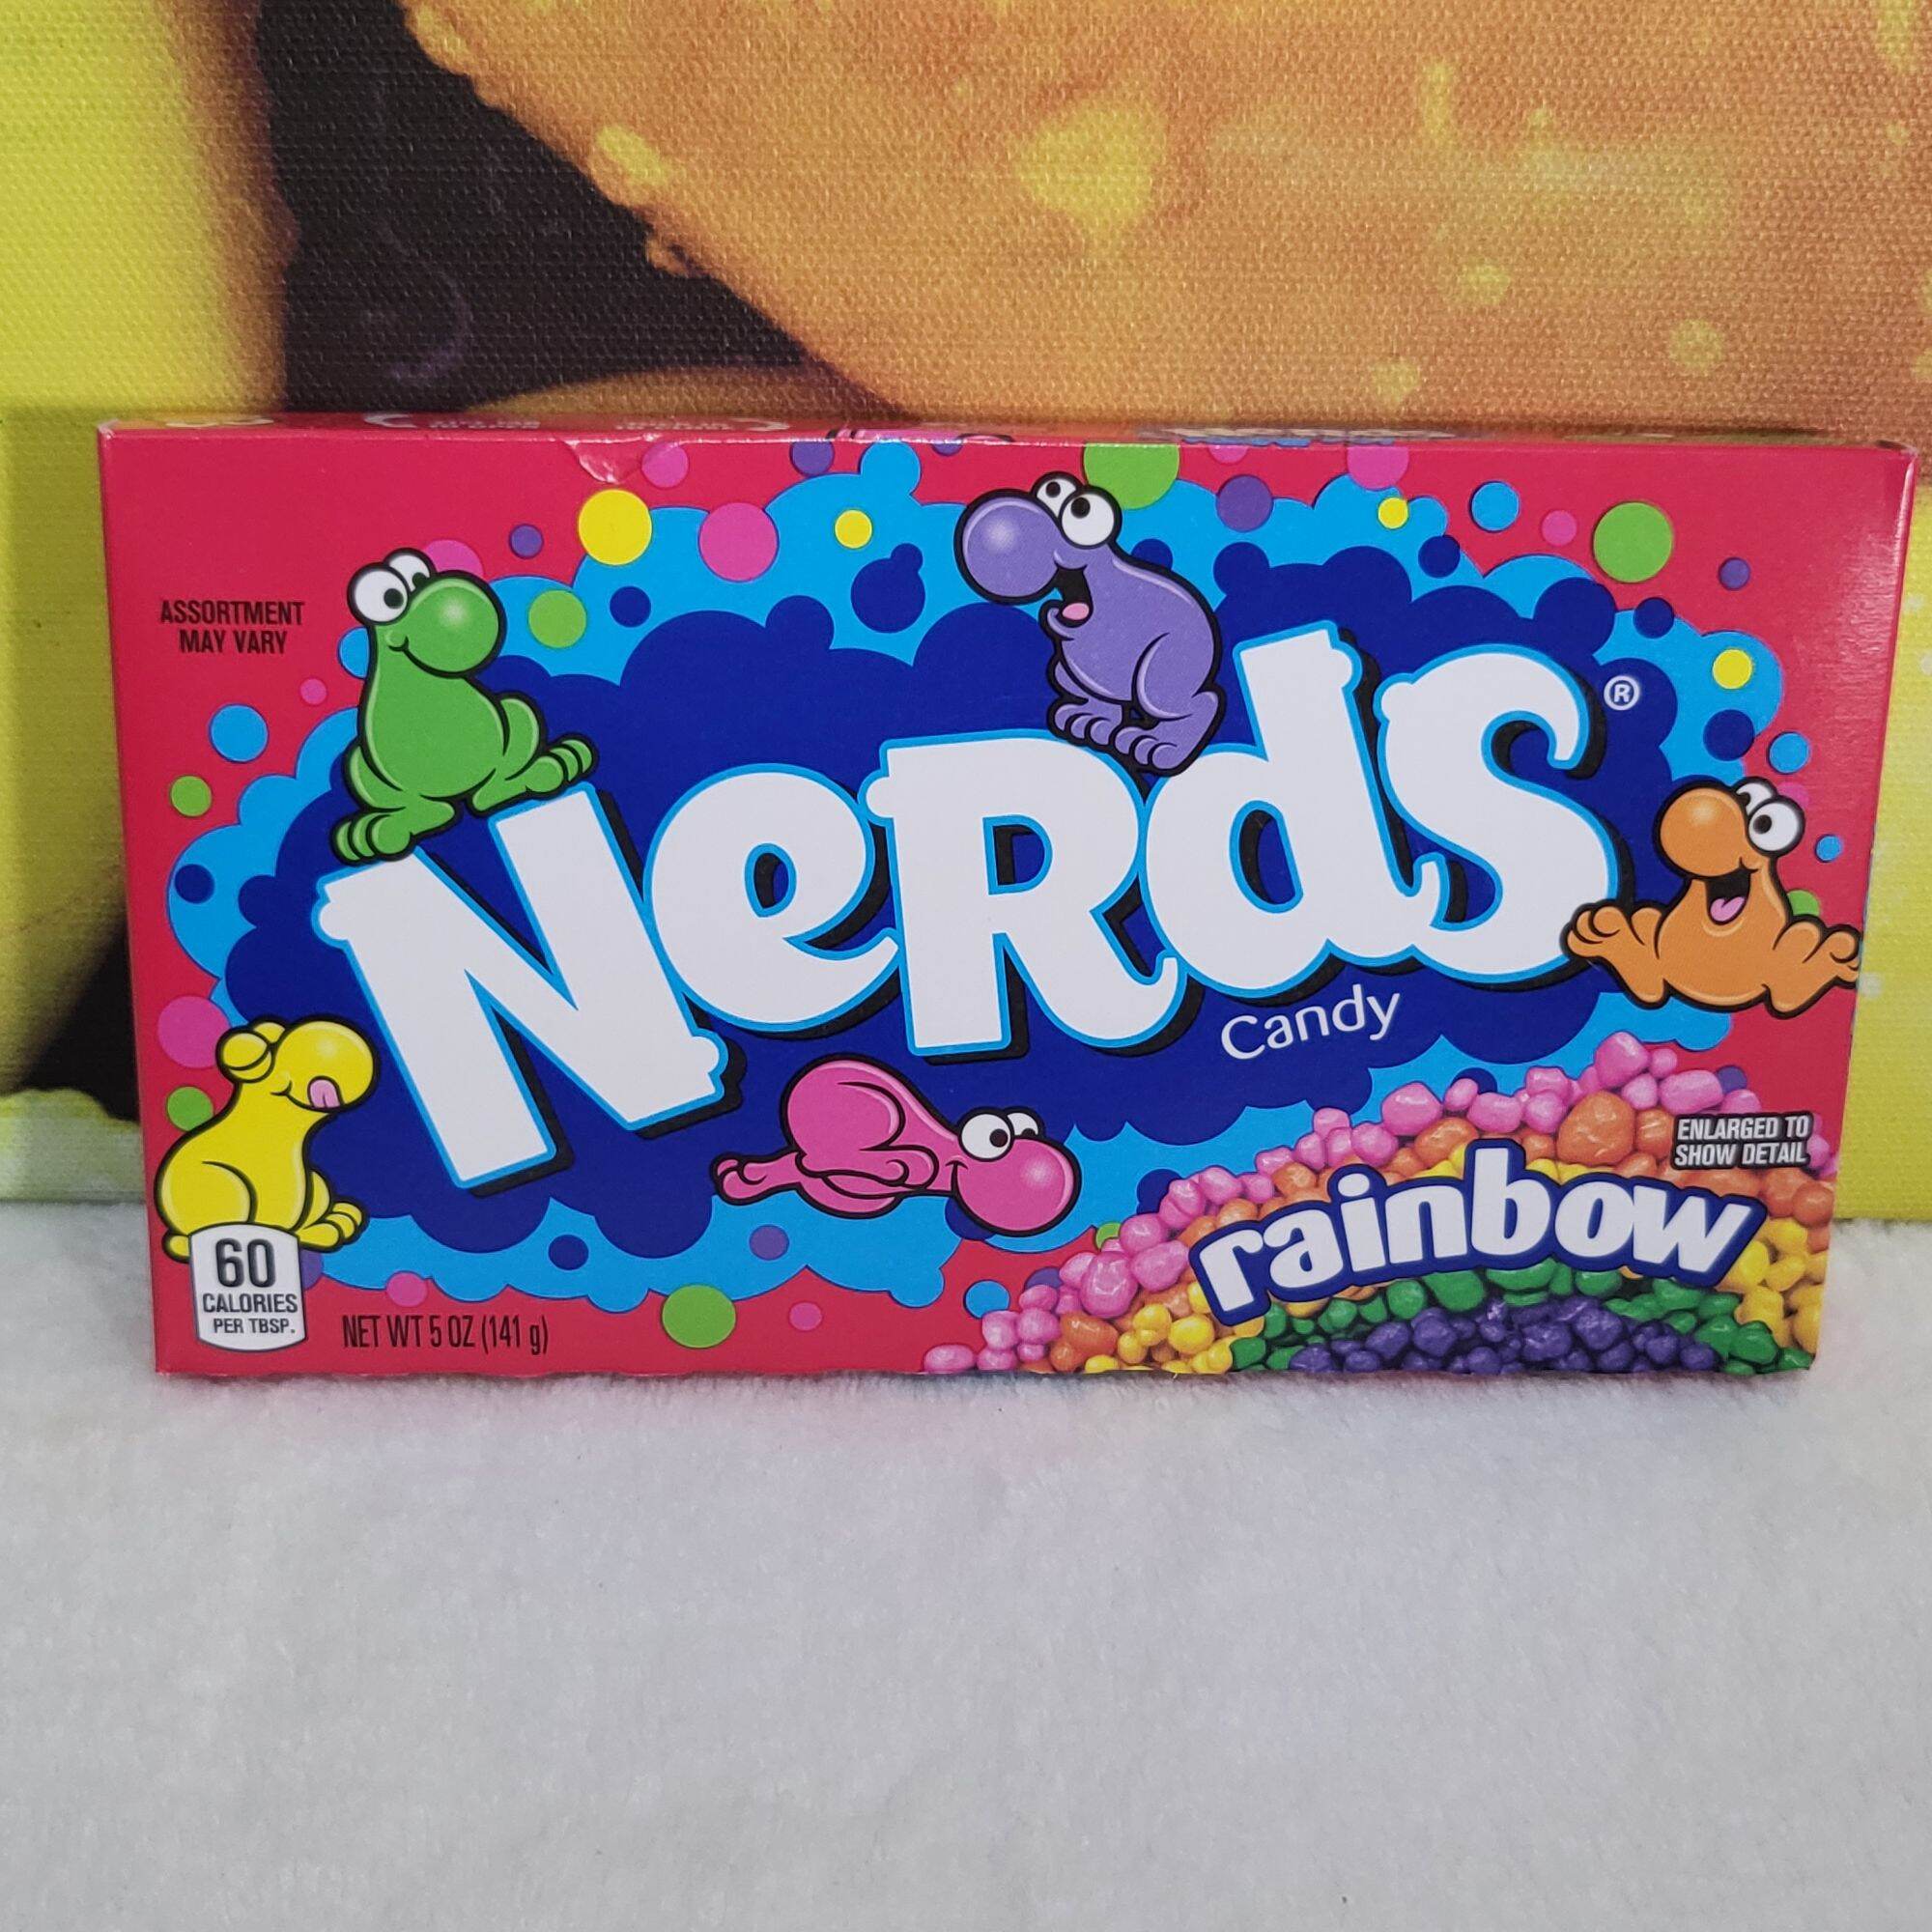 ASSORTMENT
MAY VARY
NeRdS®
Candy
ENLARGED TO
SHOW DETAIL
rainbow
60
CALORIES
PER TBSP.
NET WT 5 OZ (141 g)